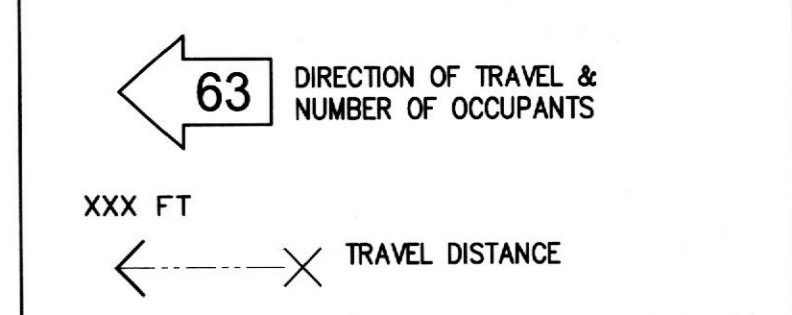 63
DIRECTION OF TRAVEL &
NUMBER OF OCCUPANTS
XXX FT
TRAVEL DISTANCE